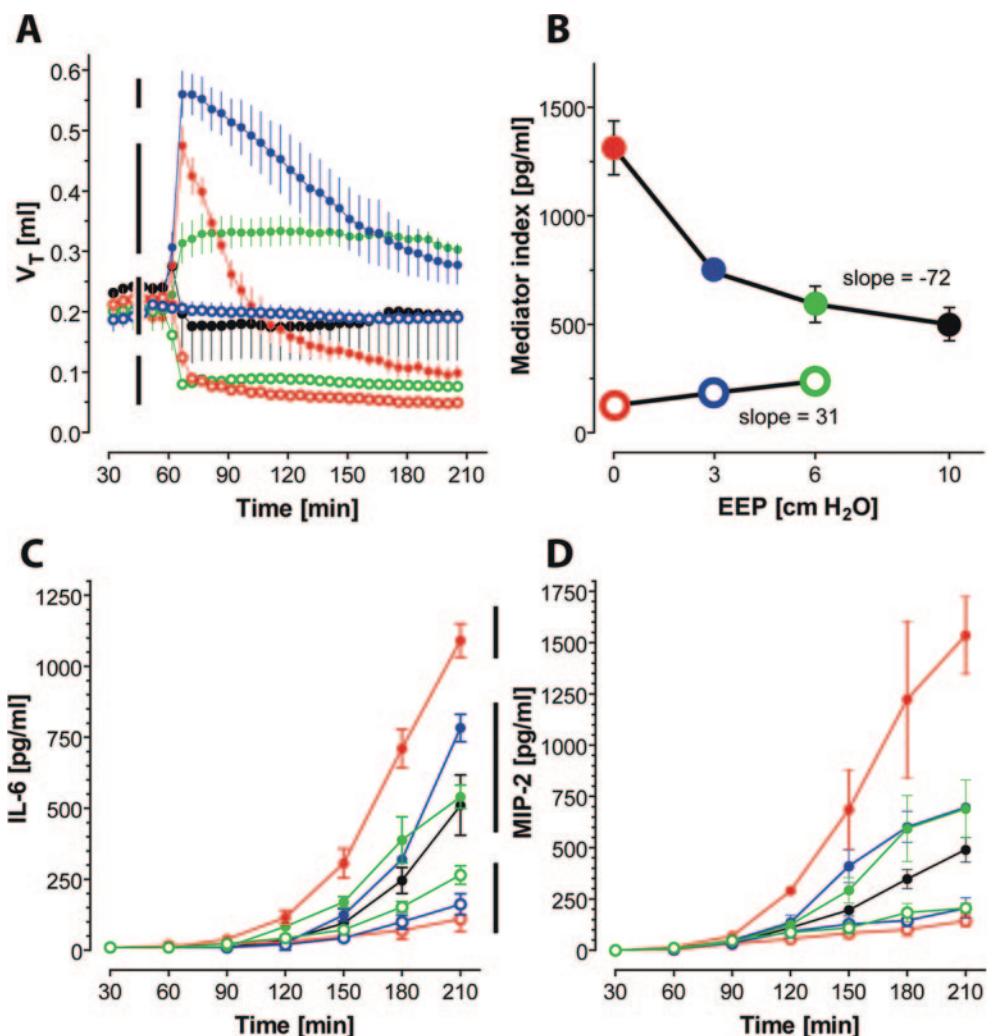 A
V_T [ml]
0.6
0.5
0.4
0.3
0.2
0.1
0.0
30 60 90 120 150 180 210
Time [min]
B
Mediator index [pg/ml]
1500
1000
500
0
slope = -72
slope = 31
0 3 6 10
EEP [cm H₂O]
C
IL-6 [pg/ml]
1250
1000
750
500
250
0
30 60 90 120 150 180 210
Time [min]
D
MIP-2 [pg/ml]
1750
1500
1250
1000
750
500
250
0
30 60 90 120 150 180 210
Time [min]